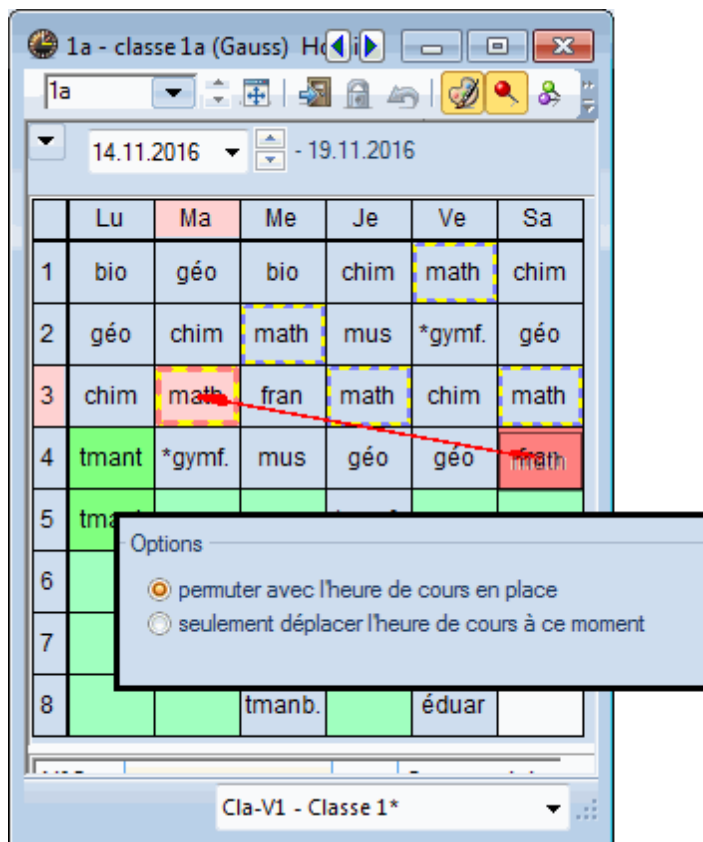 1a - classe 1a (Gauss) Ho
1a
14.11.2016 - 19.11.2016
Lu Ma Me Je Ve Sa
1 bio géo bio chim math chim
2 géo chim math mus *gymf. géo
3 chim math fran math chim math
4 tmant *gymf. mus géo géo
5
Options
6 permuter avec l'heure de cours en place
7 seulement déplacer l'heure de cours à ce moment
8 tmanb. éduar
Cla-V1 - Classe 1*